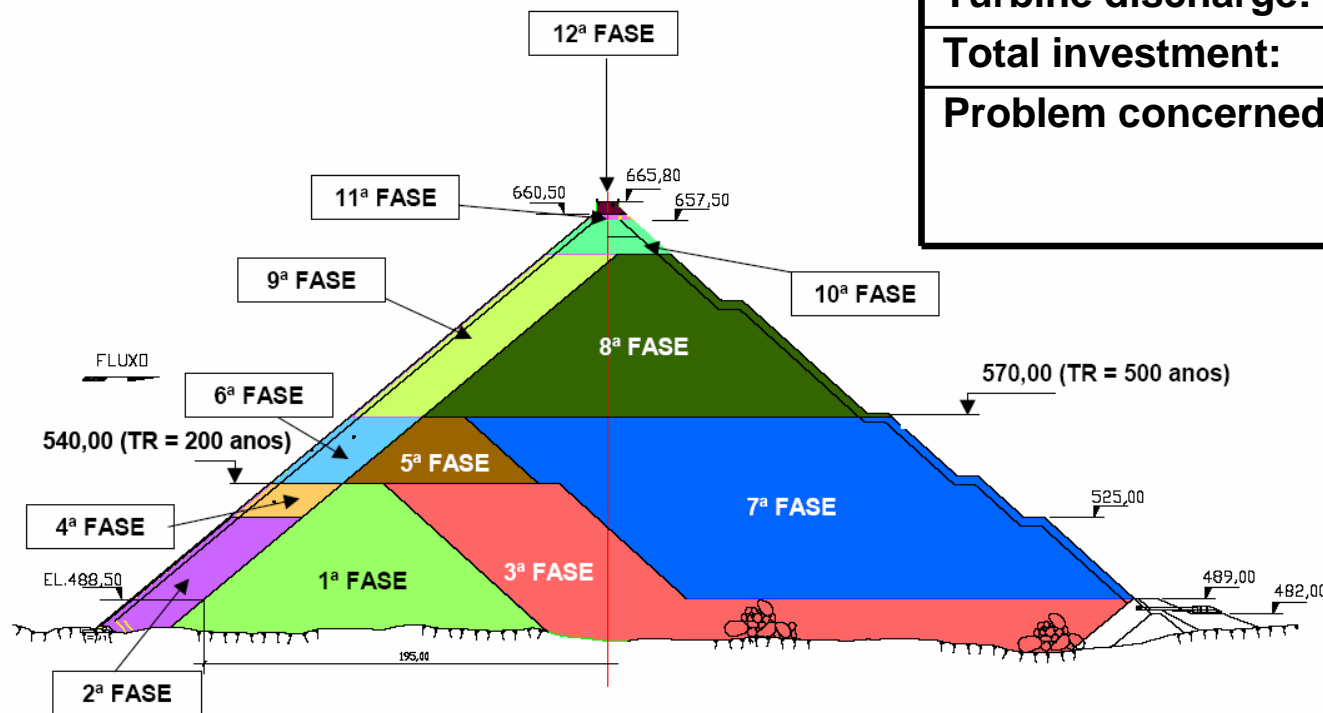 Turbine discharge:
Total investment:
Problem concerned
12ª FASE
11ª FASE
660,50
665,80
657,50
9ª FASE
10ª FASE
8ª FASE
FLUXO
570,00 (TR = 500 anos)
6ª FASE
540,00 (TR = 200 anos)
5ª FASE
7ª FASE
525,00
4ª FASE
1ª FASE
3ª FASE
EL.488,50
489,00
482,00
195,00
2ª FASE